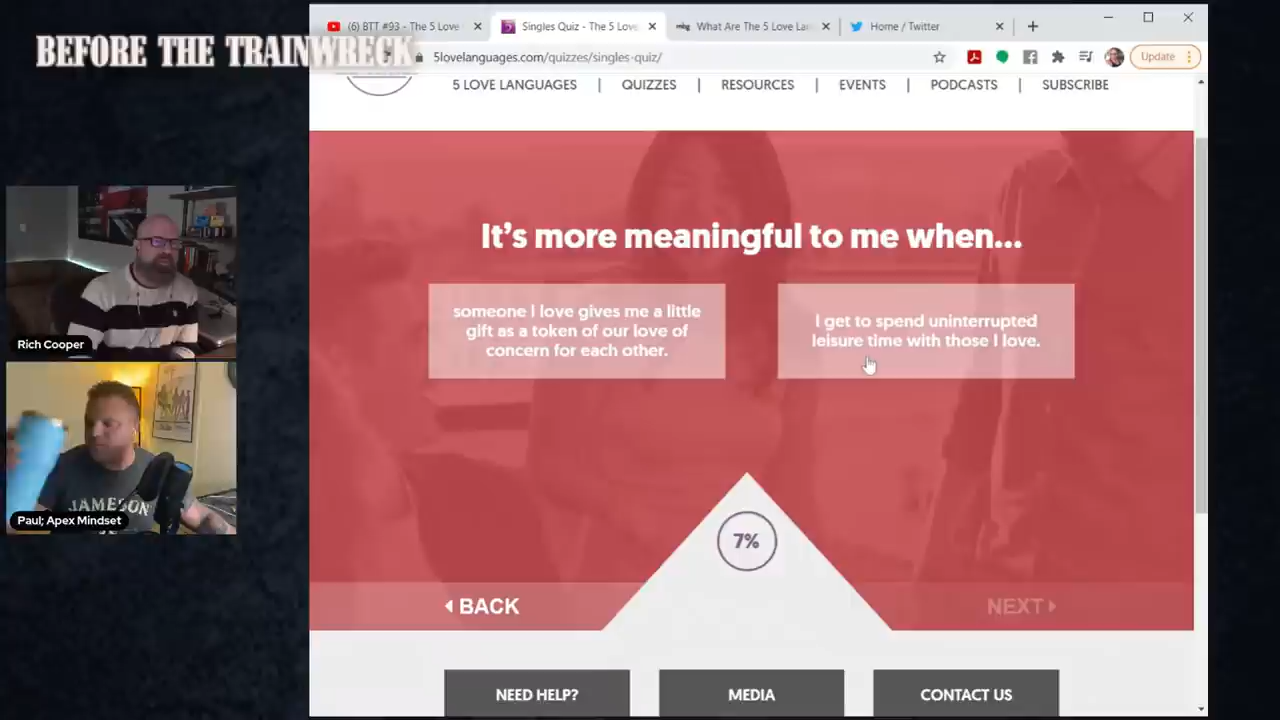 BEFORE THE TRAINWRECK
(6) BTT #93 - The 5 Love
Singles Quiz - The 5 Love
What Are The 5 Love La
Home / Twitter
5lovelanguages.com/quizzes/singles-quiz/
Update
5 LOVE LANGUAGES | QUIZZES | RESOURCES | EVENTS | PODCASTS | SUBSCRIBE
It's more meaningful to me when...
someone I love gives me a little
gift as a token of our love of
concern for each other.
I get to spend uninterrupted
leisure time with those I love.
Rich Cooper
JAMESON
Paul; Apex Mindset
7%
BACK
NEXT
NEED HELP?
MEDIA
CONTACT US